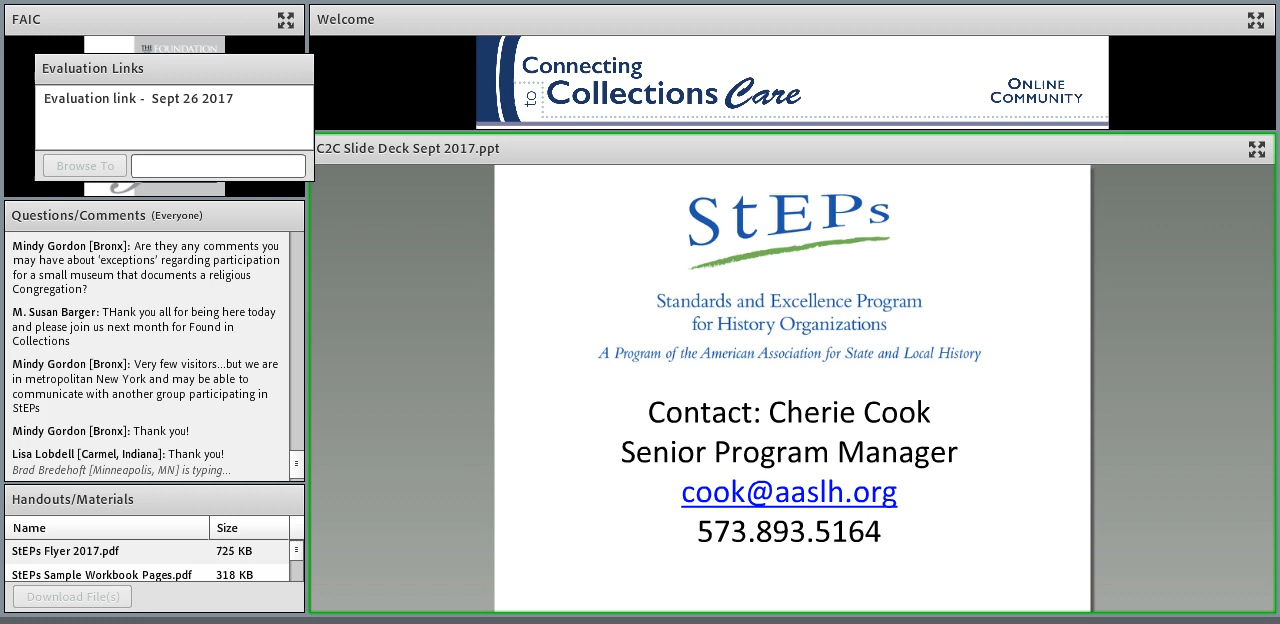 FAIC
THE FOUNDATION
Evaluation Links
Evaluation link -  Sept 26 2017
Browse To
Questions/Comments (Everyone)
Mindy Gordon [Bronx]: Are they any comments you
may have about 'exceptions' regarding participation
for a small museum that documents a religious
Congregation?
M. Susan Barger: THank you all for being here today
and please join us next month for Found in
Collections
Mindy Gordon [Bronx]: Very few visitors...but we are
in metropolitan New York and may be able to
communicate with another group participating in
StEPs
Mindy Gordon [Bronx]: Thank you!
Lisa Lobdell [Carmel, Indiana]: Thank you!
Brad Bredehoft [Minneapolis, MN] is typing...
Handouts/Materials
Name Size
StEPs Flyer 2017.pdf 725 KB
StEPs Sample Workbook Pages.pdf 318 KB
Download File(s)
Welcome
Connecting
to Collections Care
ONLINE
COMMUNITY
C2C Slide Deck Sept 2017.ppt
StEPs
Standards and Excellence Program
for History Organizations
A Program of the American Association for State and Local History
Contact: Cherie Cook
Senior Program Manager
cook@aaslh.org
573.893.5164